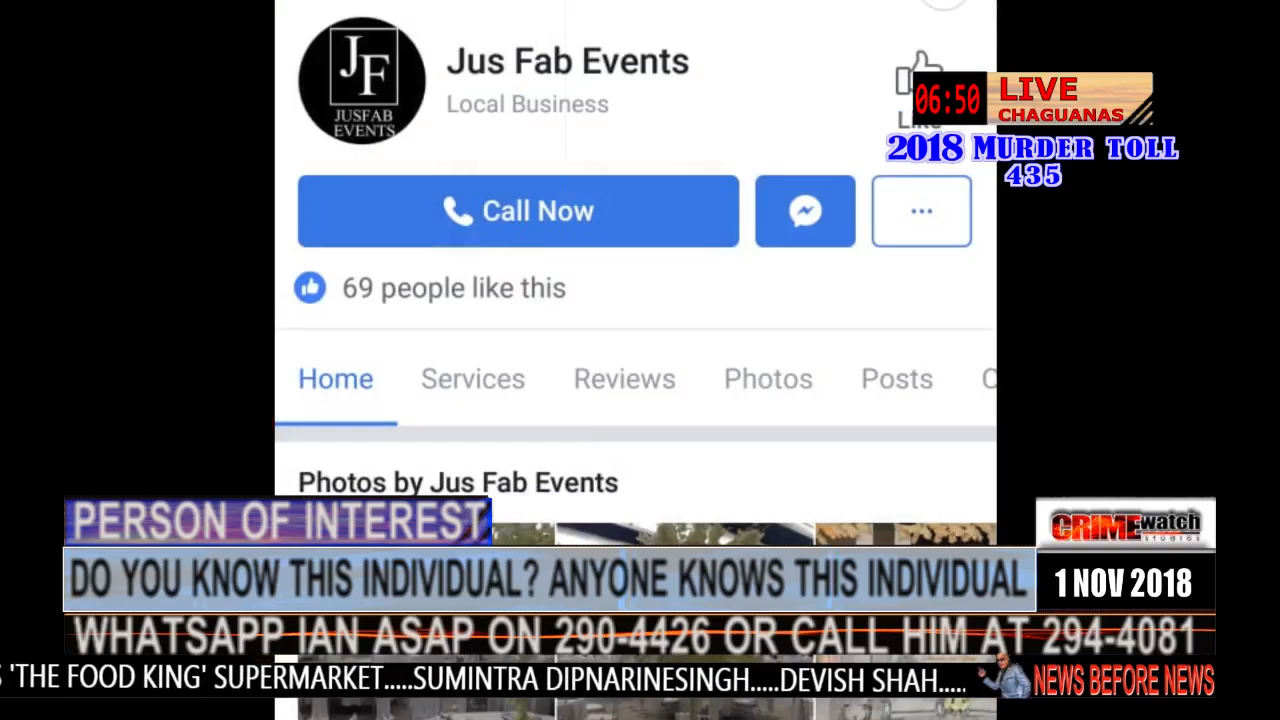 JF
JUSFAB
EVENTS
Jus Fab Events
Local Business
Like
06:50
LIVE
CHAGUANAS
2018 MURDER TOLL
435
Call Now
...
69 people like this
Home Services Reviews Photos Posts
Photos by Jus Fab Events
PERSON OF INTEREST
CRIMEwatch
studios
DO YOU KNOW THIS INDIVIDUAL? ANYONE KNOWS THIS INDIVIDUAL
1 NOV 2018
WHATSAPP IAN ASAP ON 290-4426 OR CALL HIM AT 294-4081
S 'THE FOOD KING' SUPERMARKET.....SUMINTRA DIPNARINESINGH.....DEVISH SHAH.....
NEWS BEFORE NEWS